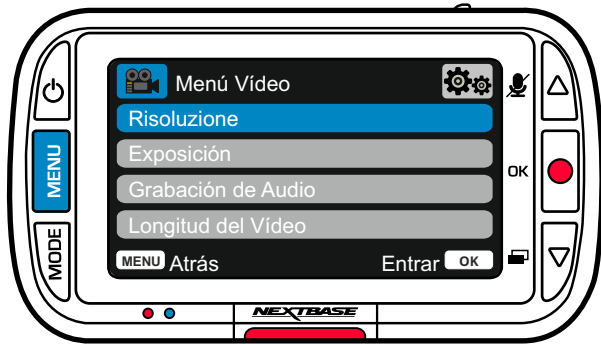 Menú Vídeo
Risoluzione
Exposición
Grabación de Audio
Longitud del Vídeo
MENU Atrás Entrar OK
MENU
MODE
OK
NEXTBASE